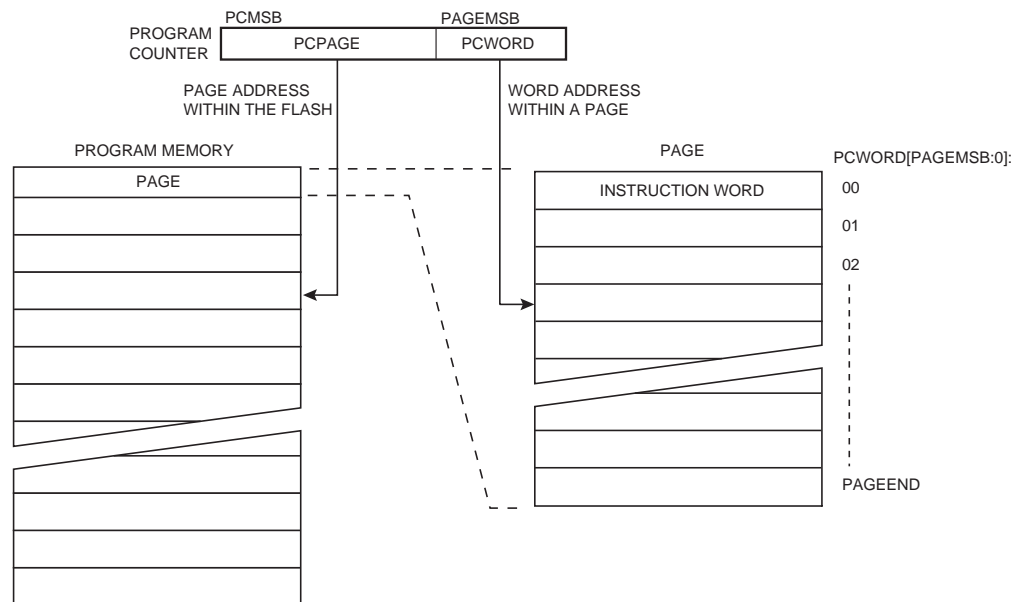 PCMSB PAGEMSB
PROGRAM
COUNTER
PCPAGE PCWORD
PAGE ADDRESS
WITHIN THE FLASH
WORD ADDRESS
WITHIN A PAGE
PROGRAM MEMORY
PAGE
PAGE
INSTRUCTION WORD
PCWORD[PAGEMSB:0]:
00
01
02
PAGEEND